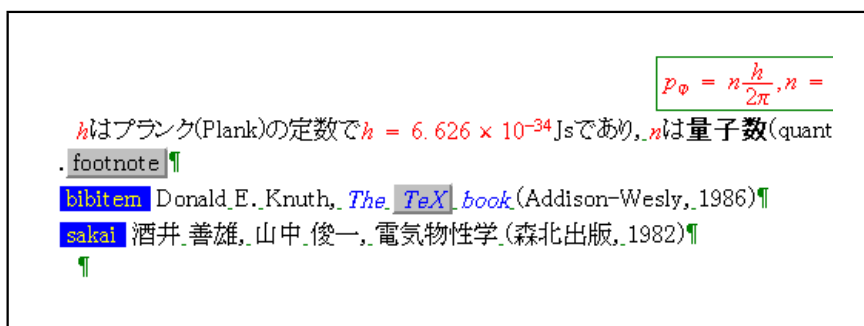 pφ = n h/2π, n =
hはプランク(Plank)の定数でh = 6.626 × 10−34Jsであり, nは量子数(quant
. footnote ¶
bibitem Donald E. Knuth, The TeX book (Addison-Wesly, 1986)¶
sakai 酒井 善雄, 山中 俊一, 電気物性学 (森北出版, 1982)¶
¶